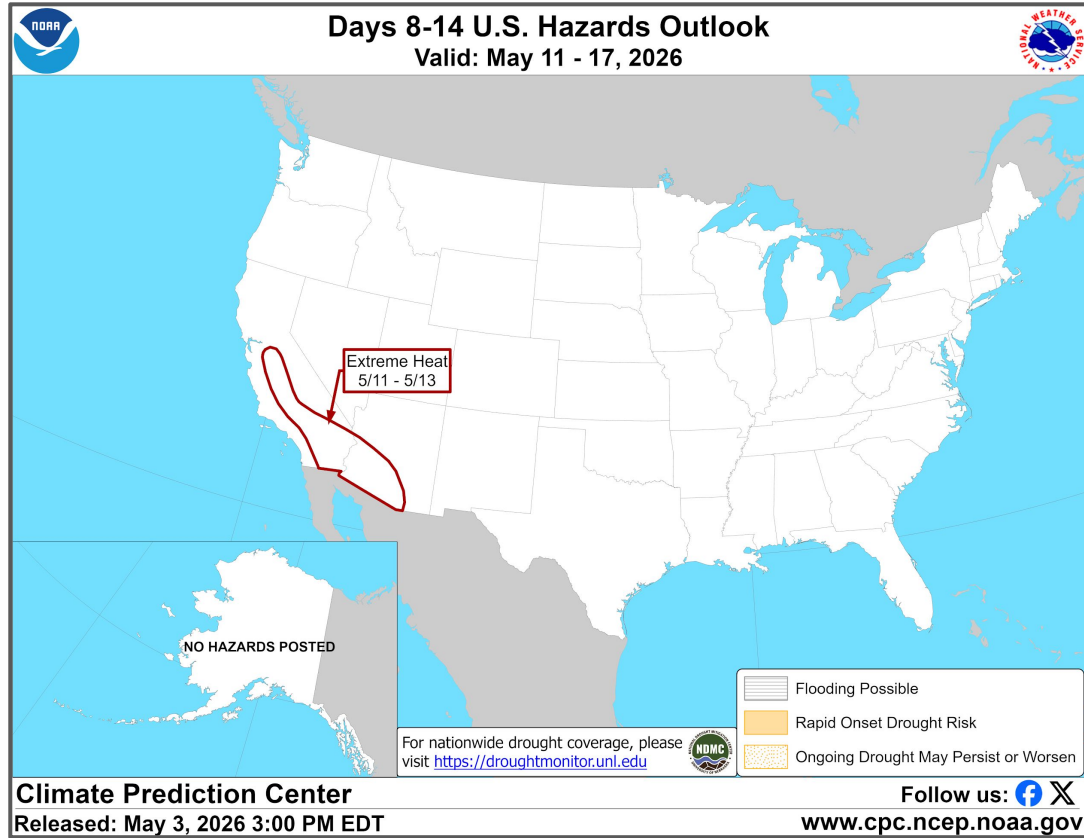 NOAA
Days 8-14 U.S. Hazards Outlook
Valid: May 11 - 17, 2026
NATIONAL WEATHER SERVICE
Extreme Heat
5/11 - 5/13
NO HAZARDS POSTED
For nationwide drought coverage, please
visit https://droughtmonitor.unl.edu
NDMC
Flooding Possible
Rapid Onset Drought Risk
Ongoing Drought May Persist or Worsen
Climate Prediction Center
Follow us:
Released: May 3, 2026 3:00 PM EDT
www.cpc.ncep.noaa.gov